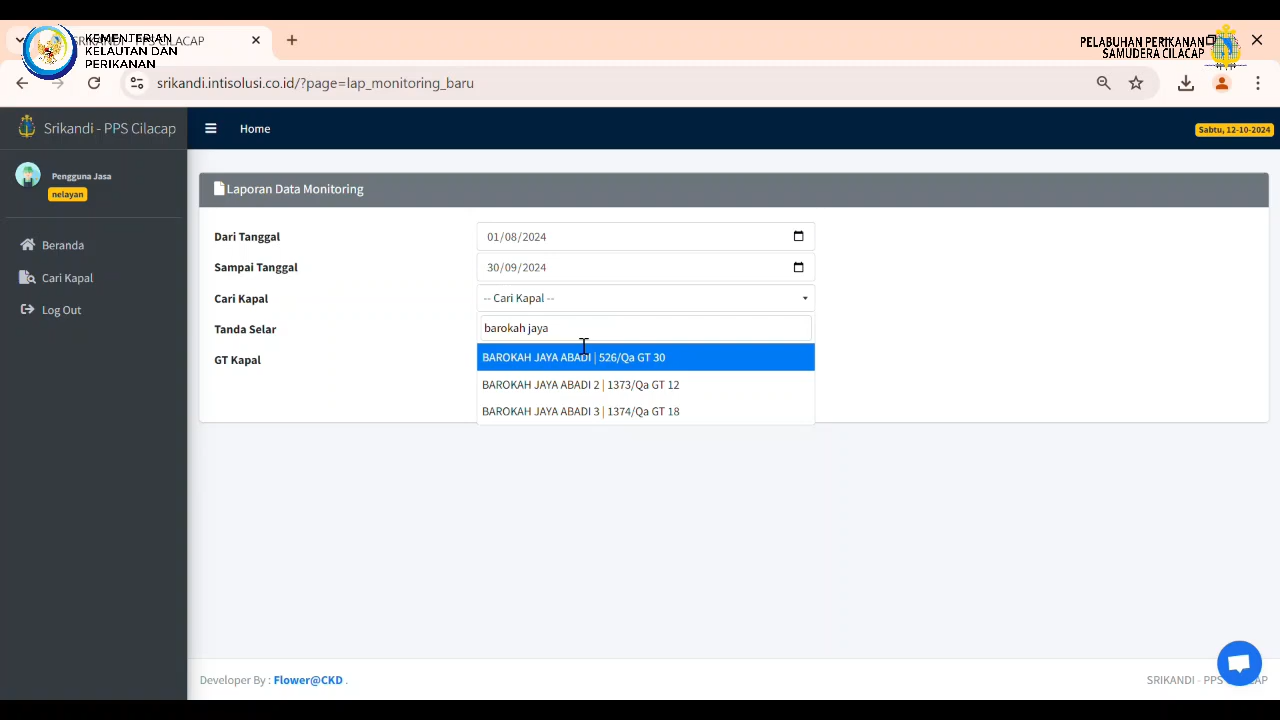 KEMENTERIAN
KELAUTAN DAN
PERIKANAN
CILACAP
PELABUHAN PERIKANAN
SAMUDERA CILACAP
srikandi.intisolusi.co.id/?page=lap_monitoring_baru
Srikandi - PPS Cilacap
Home
Sabtu, 12-10-2024
Pengguna Jasa
nelayan
Beranda
Cari Kapal
Log Out
Laporan Data Monitoring
Dari Tanggal
01/08/2024
Sampai Tanggal
30/09/2024
Cari Kapal
-- Cari Kapal --
Tanda Selar
barokah jaya
GT Kapal
BAROKAH JAYA ABADI | 526/Qa GT 30
BAROKAH JAYA ABADI 2 | 1373/Qa GT 12
BAROKAH JAYA ABADI 3 | 1374/Qa GT 18
Developer By : Flower@CKD .
SRIKANDI - PPS